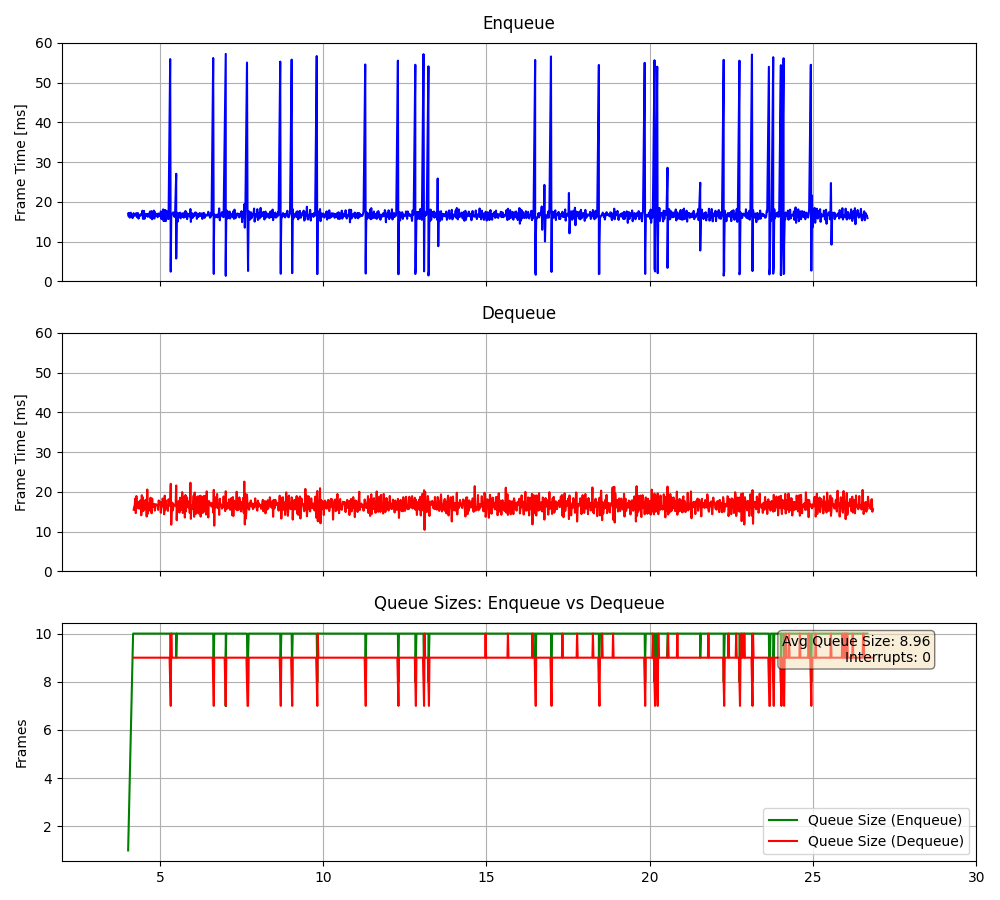 Enqueue
Frame Time [ms]
60
50
40
30
20
10
0
Dequeue
Frame Time [ms]
60
50
40
30
20
10
0
Queue Sizes: Enqueue vs Dequeue
Frames
10
8
6
4
2
Avg Queue Size: 8.96
Interrupts: 0
Queue Size (Enqueue)
Queue Size (Dequeue)
5 10 15 20 25 30